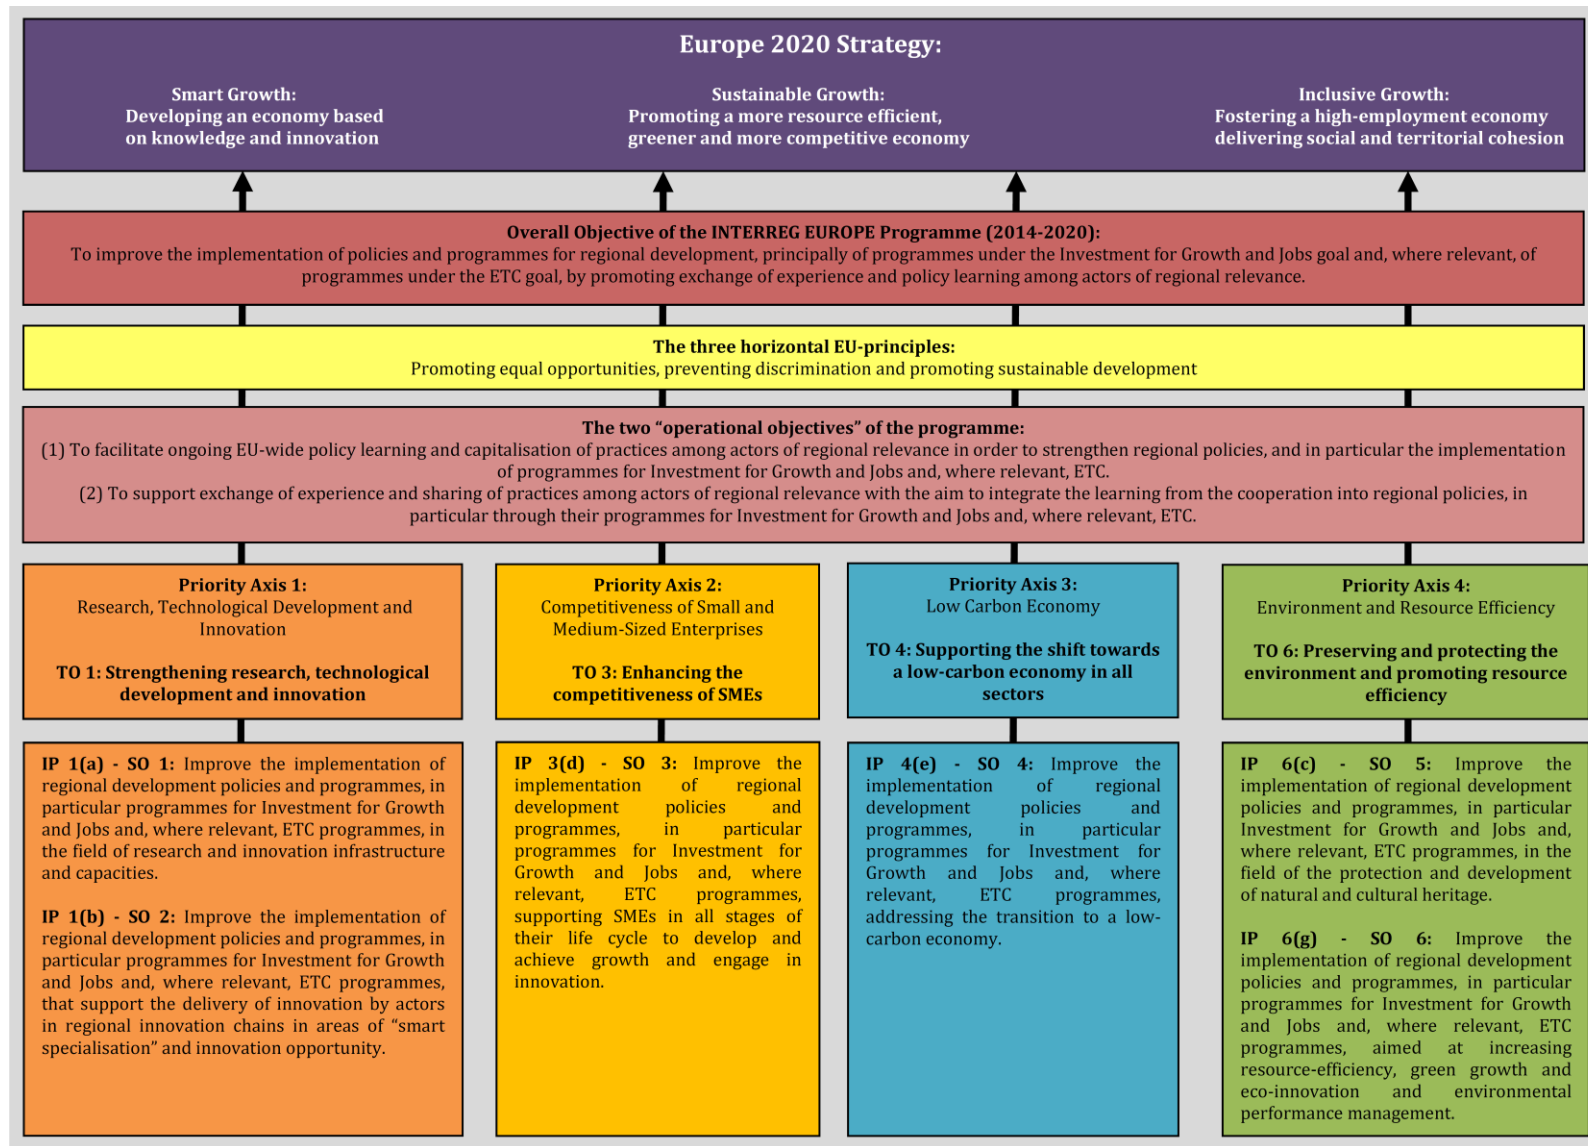 Europe 2020 Strategy:
Smart Growth:
Developing an economy based
on knowledge and innovation
Sustainable Growth:
Promoting a more resource efficient,
greener and more competitive economy
Inclusive Growth:
Fostering a high-employment economy
delivering social and territorial cohesion
Overall Objective of the INTERREG EUROPE Programme (2014-2020):
To improve the implementation of policies and programmes for regional development, principally of programmes under the Investment for Growth and Jobs goal and, where relevant, of
programmes under the ETC goal, by promoting exchange of experience and policy learning among actors of regional relevance.
The three horizontal EU-principles:
Promoting equal opportunities, preventing discrimination and promoting sustainable development
The two “operational objectives” of the programme:
(1) To facilitate ongoing EU-wide policy learning and capitalisation of practices among actors of regional relevance in order to strengthen regional policies, and in particular the implementation
of programmes for Investment for Growth and Jobs and, where relevant, ETC.
(2) To support exchange of experience and sharing of practices among actors of regional relevance with the aim to integrate the learning from the cooperation into regional policies, in
particular through their programmes for Investment for Growth and Jobs and, where relevant, ETC.
Priority Axis 1:
Research, Technological Development and
Innovation
TO 1: Strengthening research, technological
development and innovation
Priority Axis 2:
Competitiveness of Small and
Medium-Sized Enterprises
TO 3: Enhancing the
competitiveness of SMEs
Priority Axis 3:
Low Carbon Economy
TO 4: Supporting the shift towards
a low-carbon economy in all
sectors
Priority Axis 4:
Environment and Resource Efficiency
TO 6: Preserving and protecting the
environment and promoting resource
efficiency
IP 1(a) - SO 1: Improve the implementation of
regional development policies and programmes, in
particular programmes for Investment for Growth
and Jobs and, where relevant, ETC programmes, in
the field of research and innovation infrastructure
and capacities.
IP 1(b) - SO 2: Improve the implementation of
regional development policies and programmes, in
particular programmes for Investment for Growth
and Jobs and, where relevant, ETC programmes,
that support the delivery of innovation by actors
in regional innovation chains in areas of “smart
specialisation” and innovation opportunity.
IP 3(d) - SO 3: Improve the
implementation of regional
development policies and
programmes, in particular
programmes for Investment for
Growth and Jobs and, where
relevant, ETC programmes,
supporting SMEs in all stages of
their life cycle to develop and
achieve growth and engage in
innovation.
IP 4(e) - SO 4: Improve the
implementation of regional
development policies and
programmes, in particular
programmes for Investment for
Growth and Jobs and, where
relevant, ETC programmes,
addressing the transition to a low-
carbon economy.
IP 6(c) - SO 5: Improve the
implementation of regional development
policies and programmes, in particular
Investment for Growth and Jobs and,
where relevant, ETC programmes, in the
field of the protection and development
of natural and cultural heritage.
IP 6(g) - SO 6: Improve the
implementation of regional development
policies and programmes, in particular
programmes for Investment for Growth
and Jobs and, where relevant, ETC
programmes, aimed at increasing
resource-efficiency, green growth and
eco-innovation and environmental
performance management.